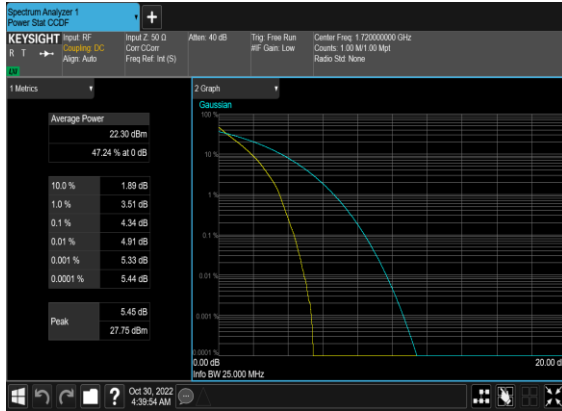 Spectrum Analyzer 1
Power Stat CCDF
+
KEYSIGHT
R T
LXI
Input: RF
Coupling: DC
Align: Auto
Input Z: 50 Ω
Corr CCorr
Freq Ref: Int (S)
Atten: 40 dB
Trig: Free Run
#IF Gain: Low
Center Freq: 1.720000000 GHz
Counts: 1.00 M/1.00 Mpt
Radio Std: None
1 Metrics
Average Power
22.30 dBm
47.24 % at 0 dB
10.0 % 1.89 dB
1.0 % 3.51 dB
0.1 % 4.34 dB
0.01 % 4.91 dB
0.001 % 5.33 dB
0.0001 % 5.44 dB
Peak
5.45 dB
27.75 dBm
2 Graph
Gaussian
100 %
10 %
1 %
0.1 %
0.01 %
0.001 %
0.0001 %
0.00 dB
20.00 d
Info BW 25.000 MHz
?
Oct 30, 2022
4:39:54 AM